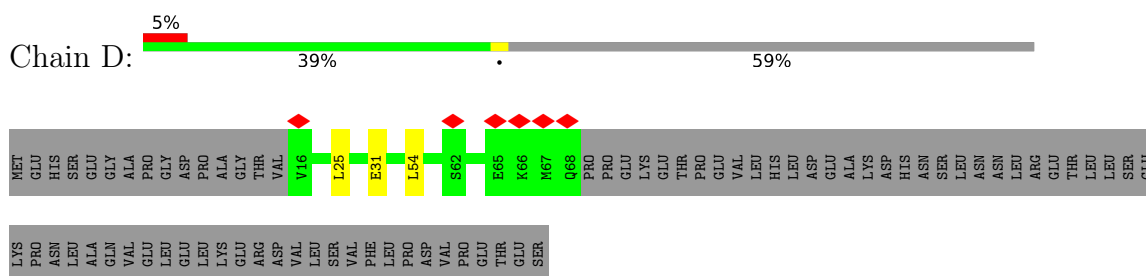 5%
Chain D:
39% • 59%
MET GLU HIS SER GLU GLY ALA PRO GLY ASP PRO ALA GLY THR VAL V16 L25 E31 L54 S62 E65 K66 M67 Q68 PRO PRO GLU LYS GLU THR PRO GLU VAL LEU HIS LEU ASP GLU ALA LYS ASP HIS ASN SER LEU ASN ASN LEU ARG GLU THR LEU LEU SER GLU
LYS PRO ASN LEU ALA GLN VAL GLU LEU GLU LEU LYS GLU ARG ASP VAL LEU SER VAL PHE LEU PRO ASP VAL PRO GLU THR GLU SER